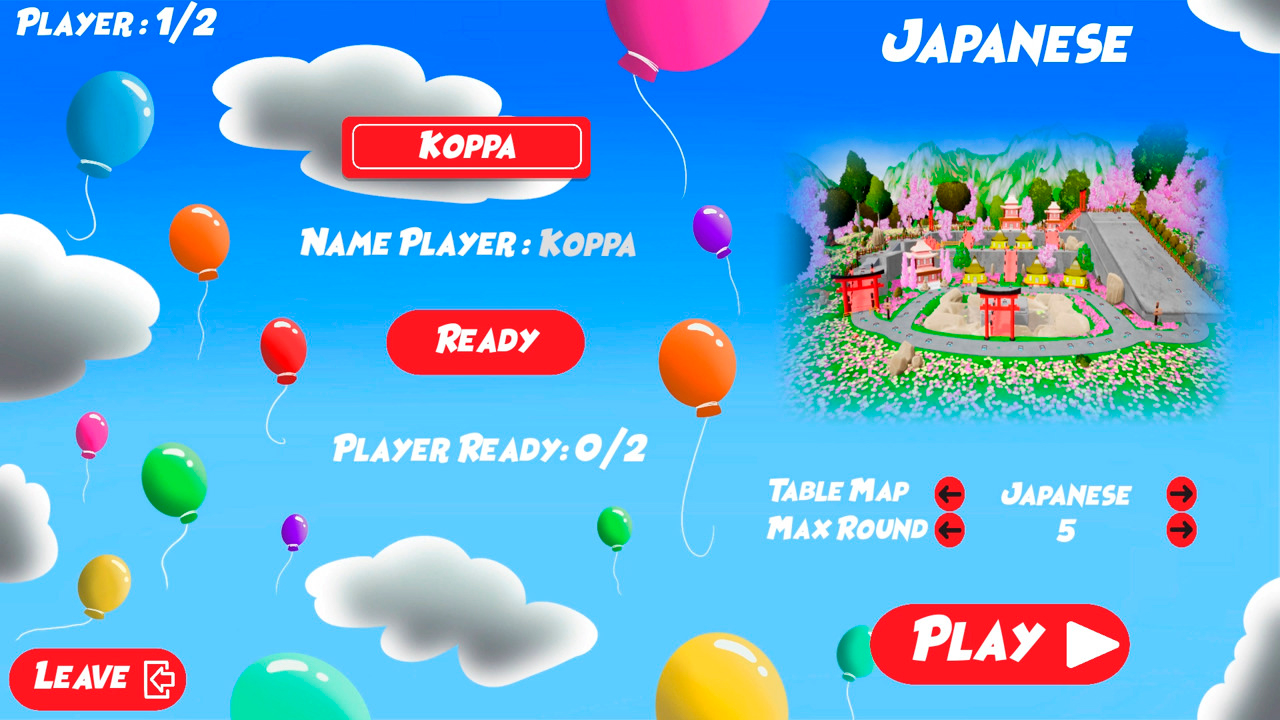 Player : 1/2
Japanese
Koppa
Name Player : Koppa
Ready
Player Ready: 0/2
Table Map Japanese
Max Round 5
Play
Leave